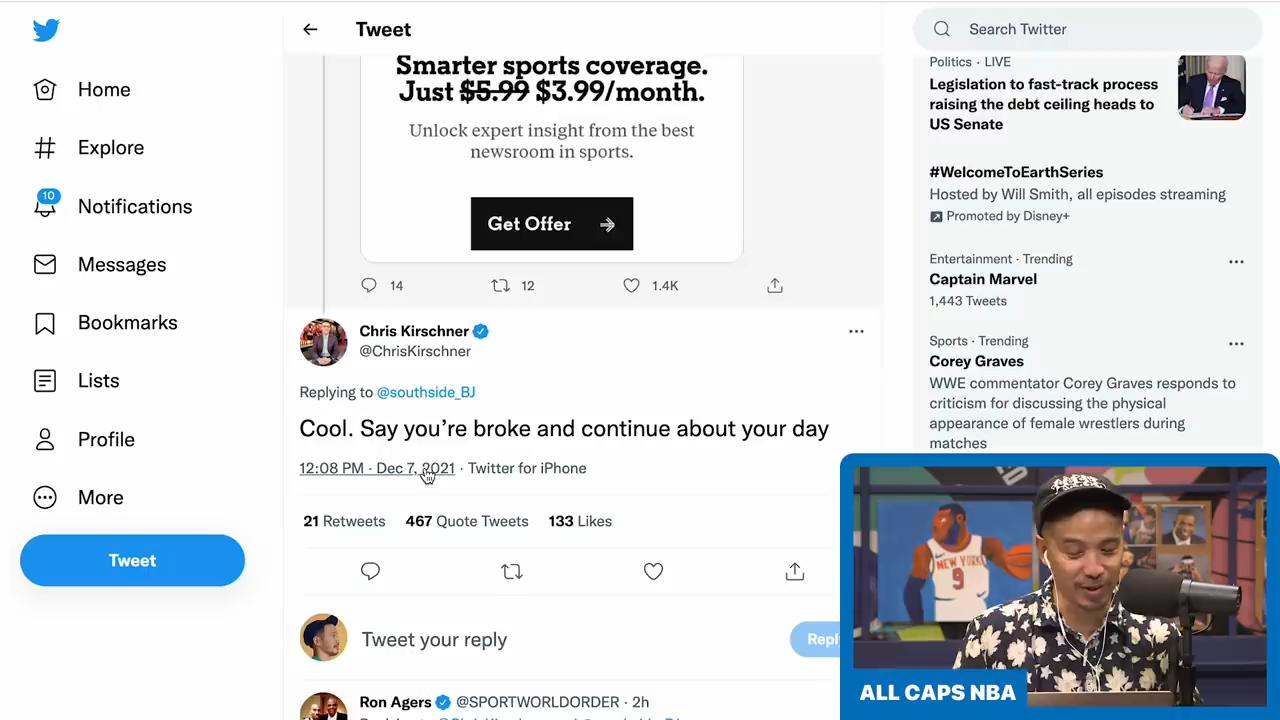 Tweet
Search Twitter
Home
Explore
10
Notifications
Messages
Bookmarks
Lists
Profile
More
Tweet
Smarter sports coverage.
Just $5.99 $3.99/month.
Unlock expert insight from the best
newsroom in sports.
Get Offer
14
12
1.4K
Chris Kirschner
@ChrisKirschner
Replying to @southside_BJ
Cool. Say you’re broke and continue about your day
12:08 PM · Dec 7, 2021 · Twitter for iPhone
21 Retweets 467 Quote Tweets 133 Likes
Tweet your reply
Ron Agers @SPORTWORLDORDER · 2h
Politics · LIVE
Legislation to fast-track process
raising the debt ceiling heads to
US Senate
#WelcomeToEarthSeries
Hosted by Will Smith, all episodes streaming
Promoted by Disney+
Entertainment · Trending
Captain Marvel
1,443 Tweets
Sports · Trending
Corey Graves
WWE commentator Corey Graves responds to
criticism for discussing the physical
appearance of female wrestlers during
matches
NEW YORK
9
ALL CAPS NBA